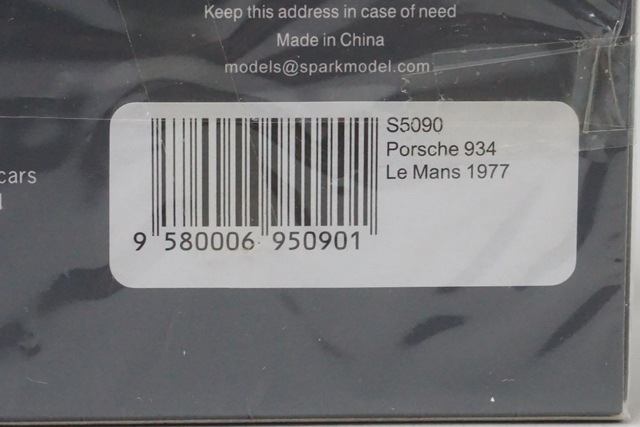 Keep this address in case of need
Made in China
models@sparkmodel.com
cars
S5090
Porsche 934
Le Mans 1977
9 580006 950901